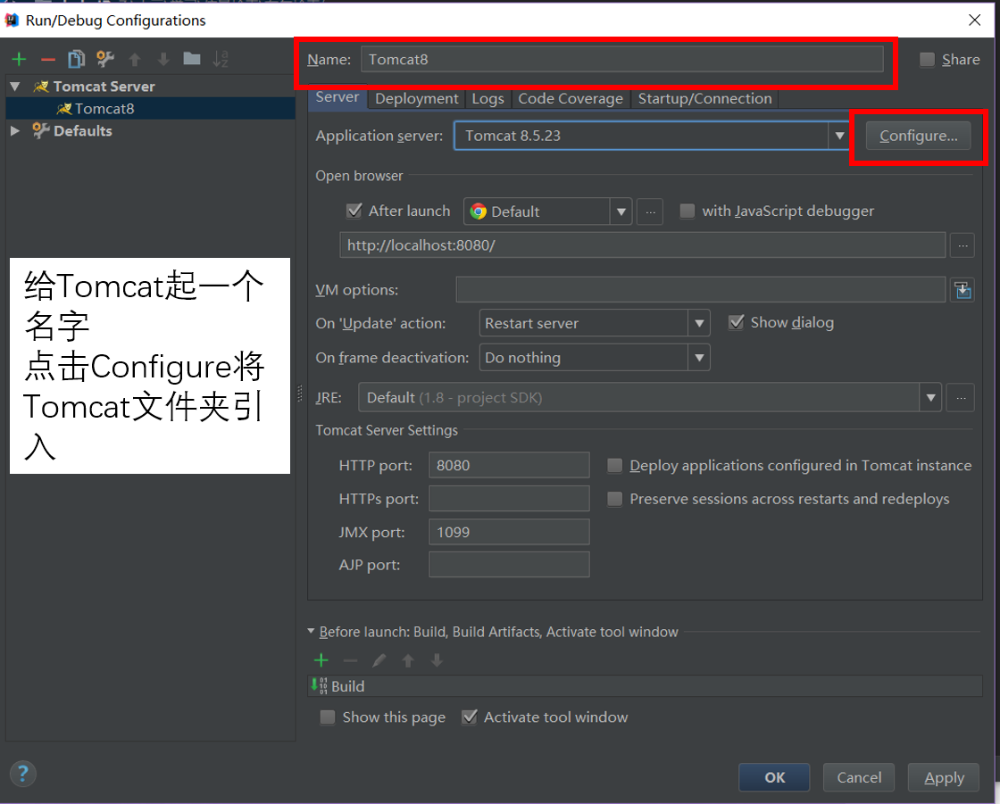 Run/Debug Configurations
Name: Tomcat8
Share
Tomcat Server
Tomcat8
Defaults
给Tomcat起一个
名字
点击Configure将
Tomcat文件夹引
入
Server Deployment Logs Code Coverage Startup/Connection
Application server: Tomcat 8.5.23 Configure...
Open browser
After launch Default ... with JavaScript debugger
http://localhost:8080/ ...
VM options:
On 'Update' action: Restart server Show dialog
On frame deactivation: Do nothing
JRE: Default (1.8 - project SDK) ...
Tomcat Server Settings
HTTP port: 8080 Deploy applications configured in Tomcat instance
HTTPs port: Preserve sessions across restarts and redeploys
JMX port: 1099
AJP port:
Before launch: Build, Build Artifacts, Activate tool window
Build
Show this page Activate tool window
? OK Cancel Apply